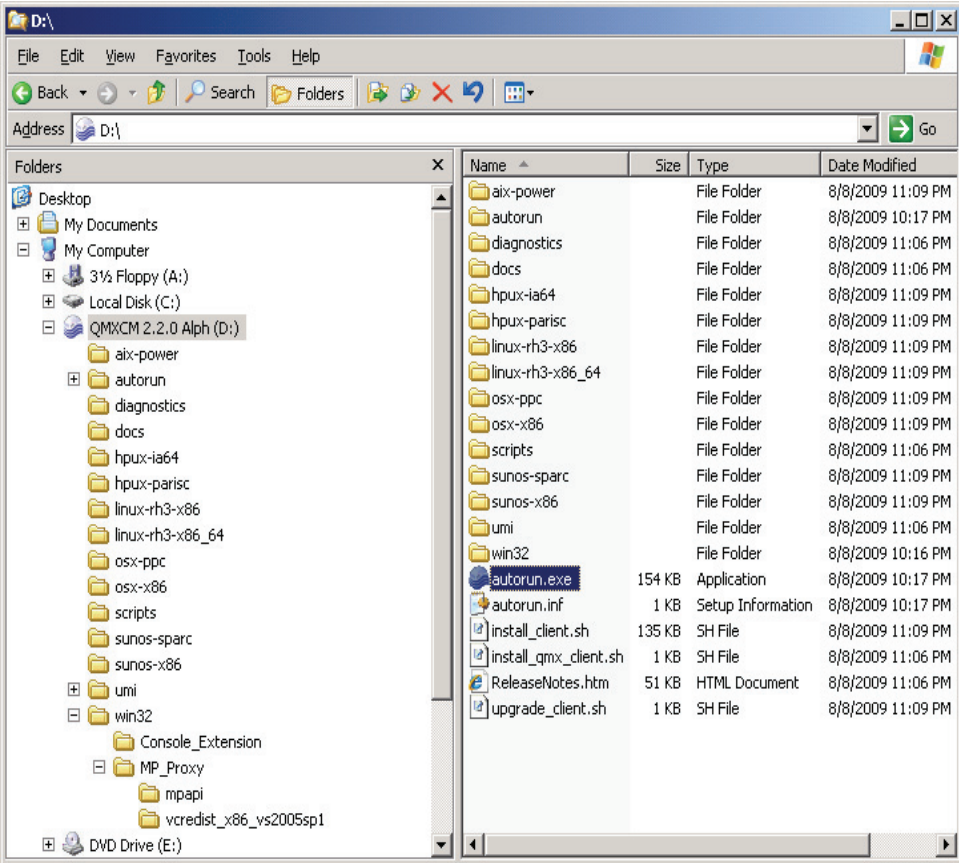 D:\
File Edit View Favorites Tools Help
Back Search Folders
Address D:\ Go
Folders x
Desktop
My Documents
My Computer
3½ Floppy (A:)
Local Disk (C:)
QMXCM 2.2.0 Alph (D:)
aix-power
autorun
diagnostics
docs
hpux-ia64
hpux-parisc
linux-rh3-x86
linux-rh3-x86_64
osx-ppc
osx-x86
scripts
sunos-sparc
sunos-x86
umi
win32
Console_Extension
MP_Proxy
mpapi
vcredist_x86_vs2005sp1
DVD Drive (E:)
Name Size Type Date Modified
aix-power File Folder 8/8/2009 11:09 PM
autorun File Folder 8/8/2009 10:17 PM
diagnostics File Folder 8/8/2009 11:06 PM
docs File Folder 8/8/2009 11:06 PM
hpux-ia64 File Folder 8/8/2009 11:09 PM
hpux-parisc File Folder 8/8/2009 11:09 PM
linux-rh3-x86 File Folder 8/8/2009 11:09 PM
linux-rh3-x86_64 File Folder 8/8/2009 11:09 PM
osx-ppc File Folder 8/8/2009 11:09 PM
osx-x86 File Folder 8/8/2009 11:09 PM
scripts File Folder 8/8/2009 11:06 PM
sunos-sparc File Folder 8/8/2009 11:09 PM
sunos-x86 File Folder 8/8/2009 11:09 PM
umi File Folder 8/8/2009 11:06 PM
win32 File Folder 8/8/2009 10:16 PM
autorun.exe 154 KB Application 8/8/2009 10:17 PM
autorun.inf 1 KB Setup Information 8/8/2009 10:17 PM
install_client.sh 135 KB SH File 8/8/2009 11:09 PM
install_qmx_client.sh 1 KB SH File 8/8/2009 11:06 PM
ReleaseNotes.htm 51 KB HTML Document 8/8/2009 11:06 PM
upgrade_client.sh 1 KB SH File 8/8/2009 11:09 PM